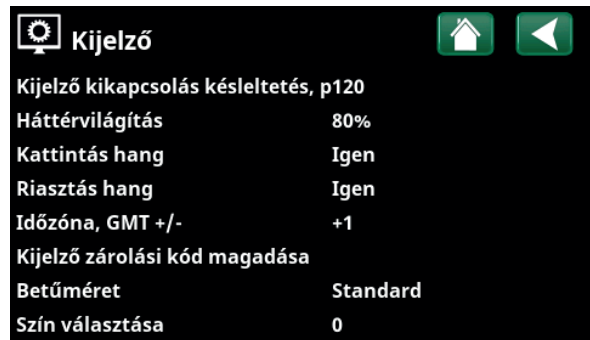 Kijelző
Kijelző kikapcsolás késleltetés, p120
Háttérvilágítás 80%
Kattintás hang Igen
Riasztás hang Igen
Időzóna, GMT +/- +1
Kijelző zárolási kód magadása
Betűméret Standard
Szín választása 0